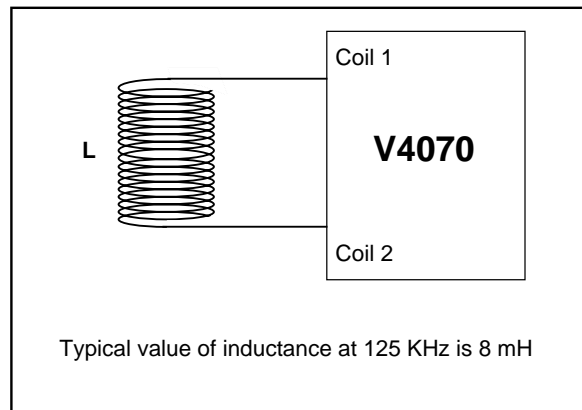 Coil 1
L
V4070
Coil 2
Typical value of inductance at 125 KHz is 8 mH